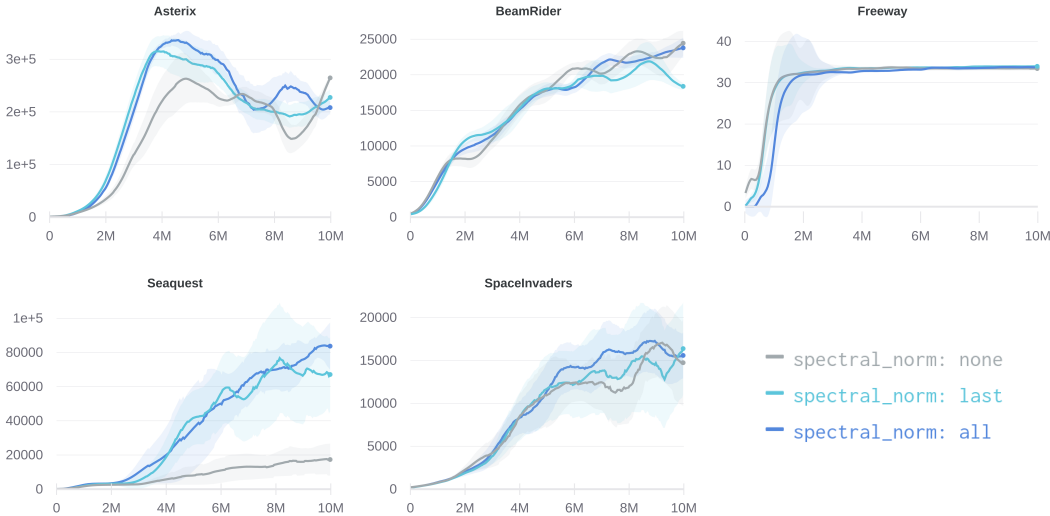 Asterix
3e+5
2e+5
1e+5
0
0 2M 4M 6M 8M 10M
BeamRider
25000
20000
15000
10000
5000
0
0 2M 4M 6M 8M 10M
Freeway
40
30
20
10
0
0 2M 4M 6M 8M 10M
Seaquest
1e+5
80000
60000
40000
20000
0
0 2M 4M 6M 8M 10M
SpaceInvaders
20000
15000
10000
5000
0
0 2M 4M 6M 8M 10M
spectral_norm: none
spectral_norm: last
spectral_norm: all